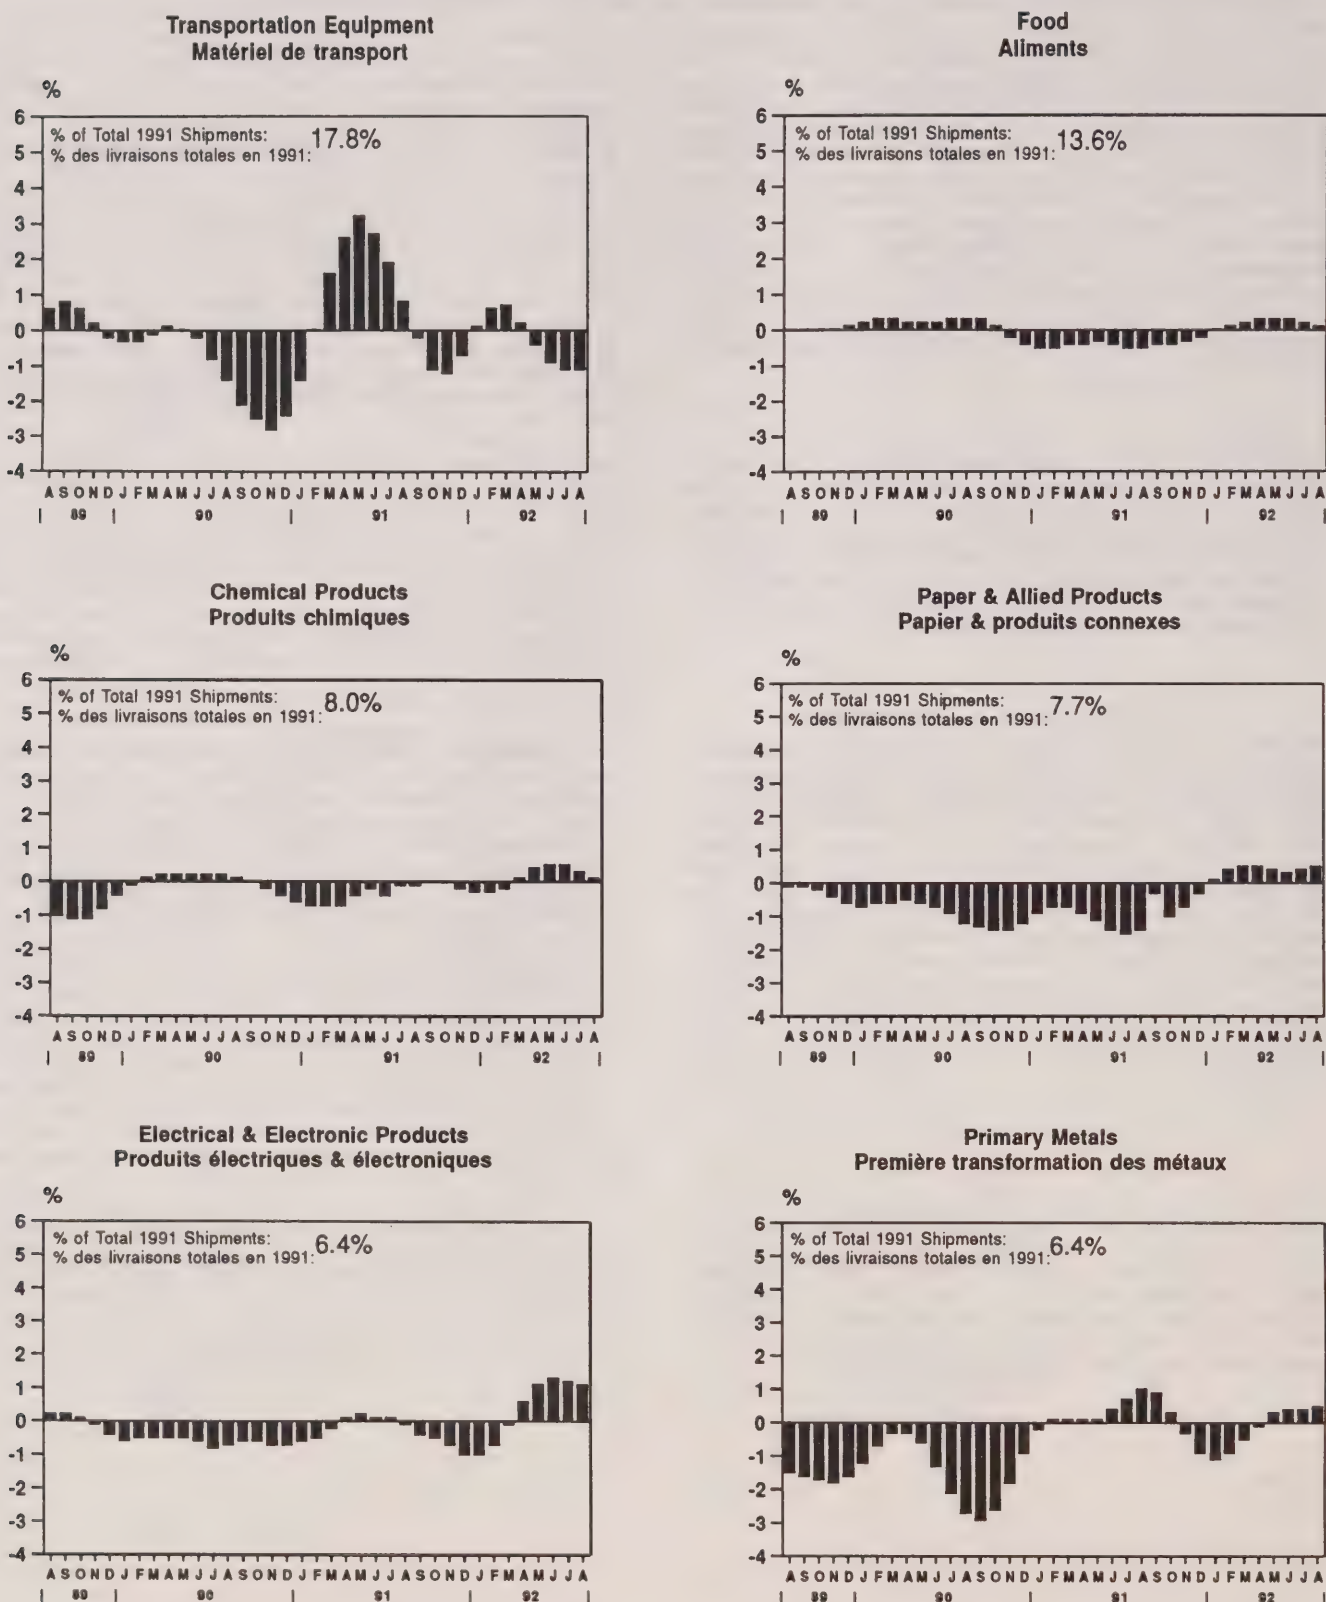 Transportation Equipment
Matériel de transport
%
% of Total 1991 Shipments: 17.8%
% des livraisons totales en 1991:
6
5
4
3
2
1
0
-1
-2
-3
-4
A S O N D J F M A M J J A S O N D J F M A M J J A S O N D J F M A M J J A
| 89 | 90 | 91 | 92 |
Food
Aliments
%
% of Total 1991 Shipments: 13.6%
% des livraisons totales en 1991:
6
5
4
3
2
1
0
-1
-2
-3
-4
A S O N D J F M A M J J A S O N D J F M A M J J A S O N D J F M A M J J A
| 89 | 90 | 91 | 92 |
Chemical Products
Produits chimiques
%
% of Total 1991 Shipments: 8.0%
% des livraisons totales en 1991:
6
5
4
3
2
1
0
-1
-2
-3
-4
A S O N D J F M A M J J A S O N D J F M A M J J A S O N D J F M A M J J A
| 89 | 90 | 91 | 92 |
Paper & Allied Products
Papier & produits connexes
%
% of Total 1991 Shipments: 7.7%
% des livraisons totales en 1991:
6
5
4
3
2
1
0
-1
-2
-3
-4
A S O N D J F M A M J J A S O N D J F M A M J J A S O N D J F M A M J J A
| 89 | 90 | 91 | 92 |
Electrical & Electronic Products
Produits électriques & électroniques
%
% of Total 1991 Shipments: 6.4%
% des livraisons totales en 1991:
6
5
4
3
2
1
0
-1
-2
-3
-4
A S O N D J F M A M J J A S O N D J F M A M J J A S O N D J F M A M J J A
| 89 | 90 | 91 | 92 |
Primary Metals
Première transformation des métaux
%
% of Total 1991 Shipments: 6.4%
% des livraisons totales en 1991:
6
5
4
3
2
1
0
-1
-2
-3
-4
A S O N D J F M A M J J A S O N D J F M A M J J A S O N D J F M A M J J A
| 89 | 90 | 91 | 92 |